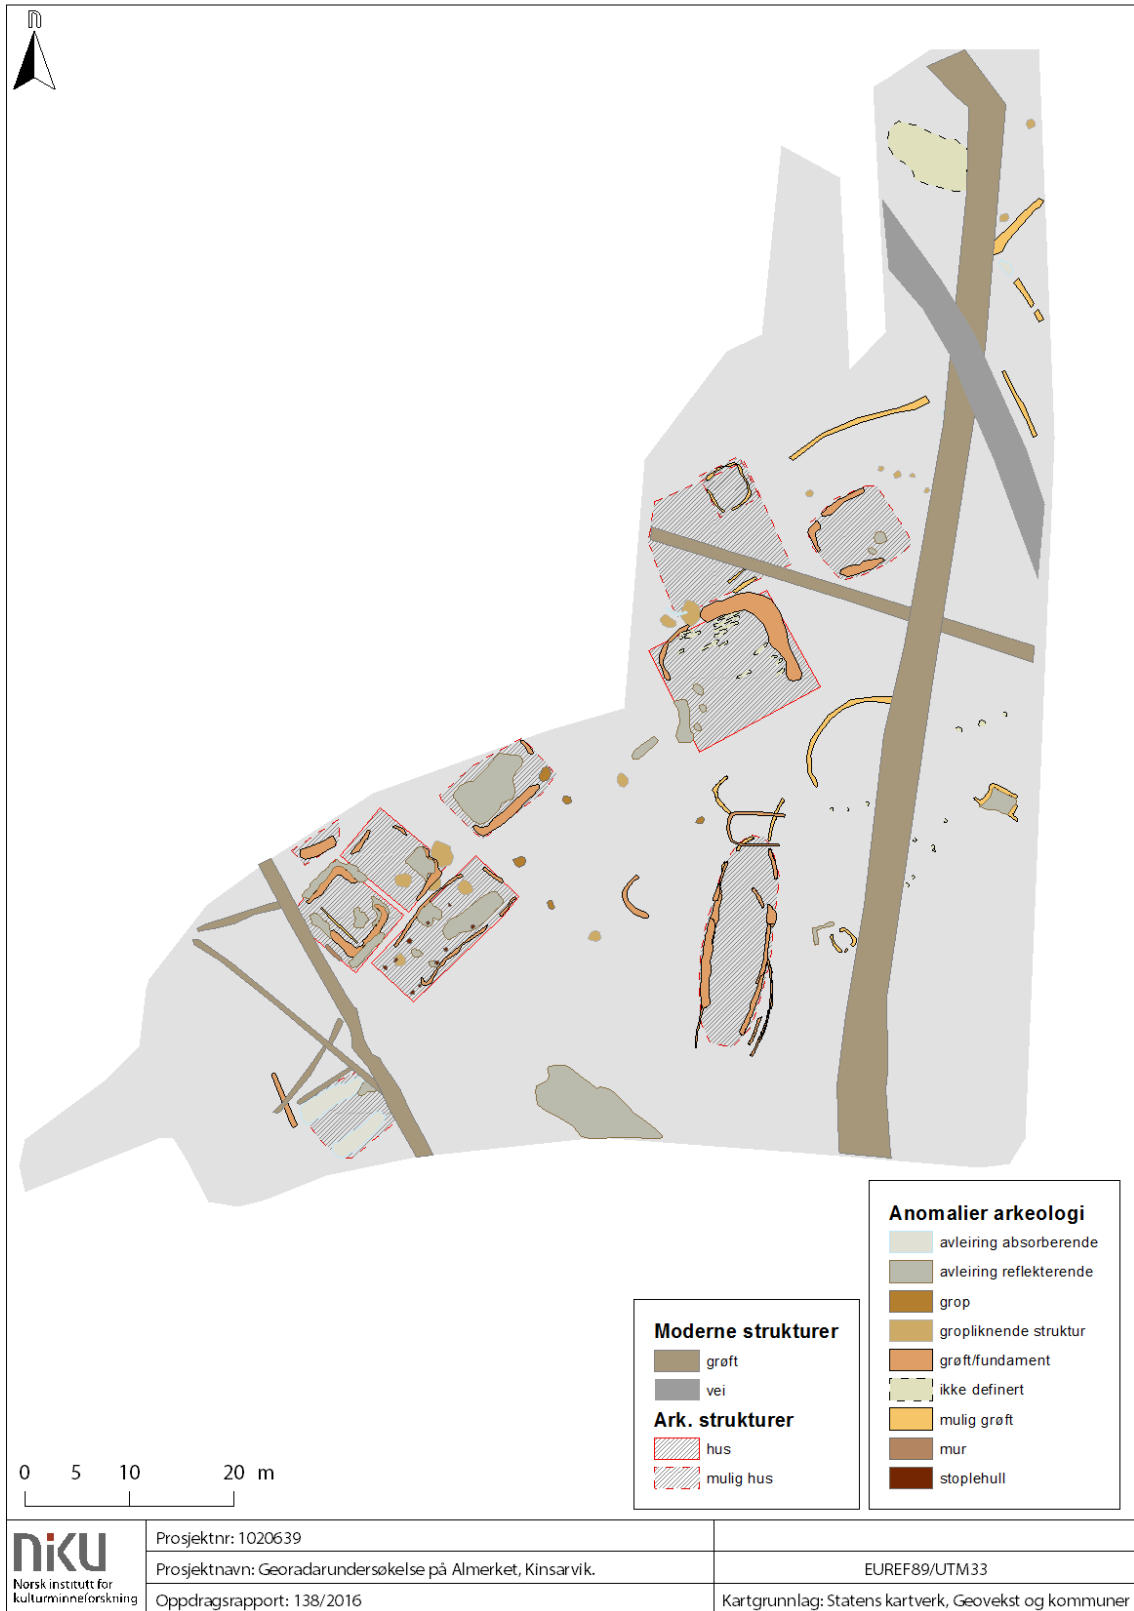 n
Anomalier arkeologi
avleiring absorberende
avleiring reflekterende
grop
gropliknende struktur
grøft/fundament
ikke definert
mulig grøft
mur
stoplehull
Moderne strukturer
grøft
vei
Ark. strukturer
hus
mulig hus
0 5 10 20 m
niku
Norsk institutt for
kulturminneforskning
Prosjektnr: 1020639
Prosjektnavn: Georadarundersøkelse på Almerket, Kinsarvik.
EUREF89/UTM33
Oppdragsrapport: 138/2016
Kartgrunnlag: Statens kartverk, Geovekst og kommuner